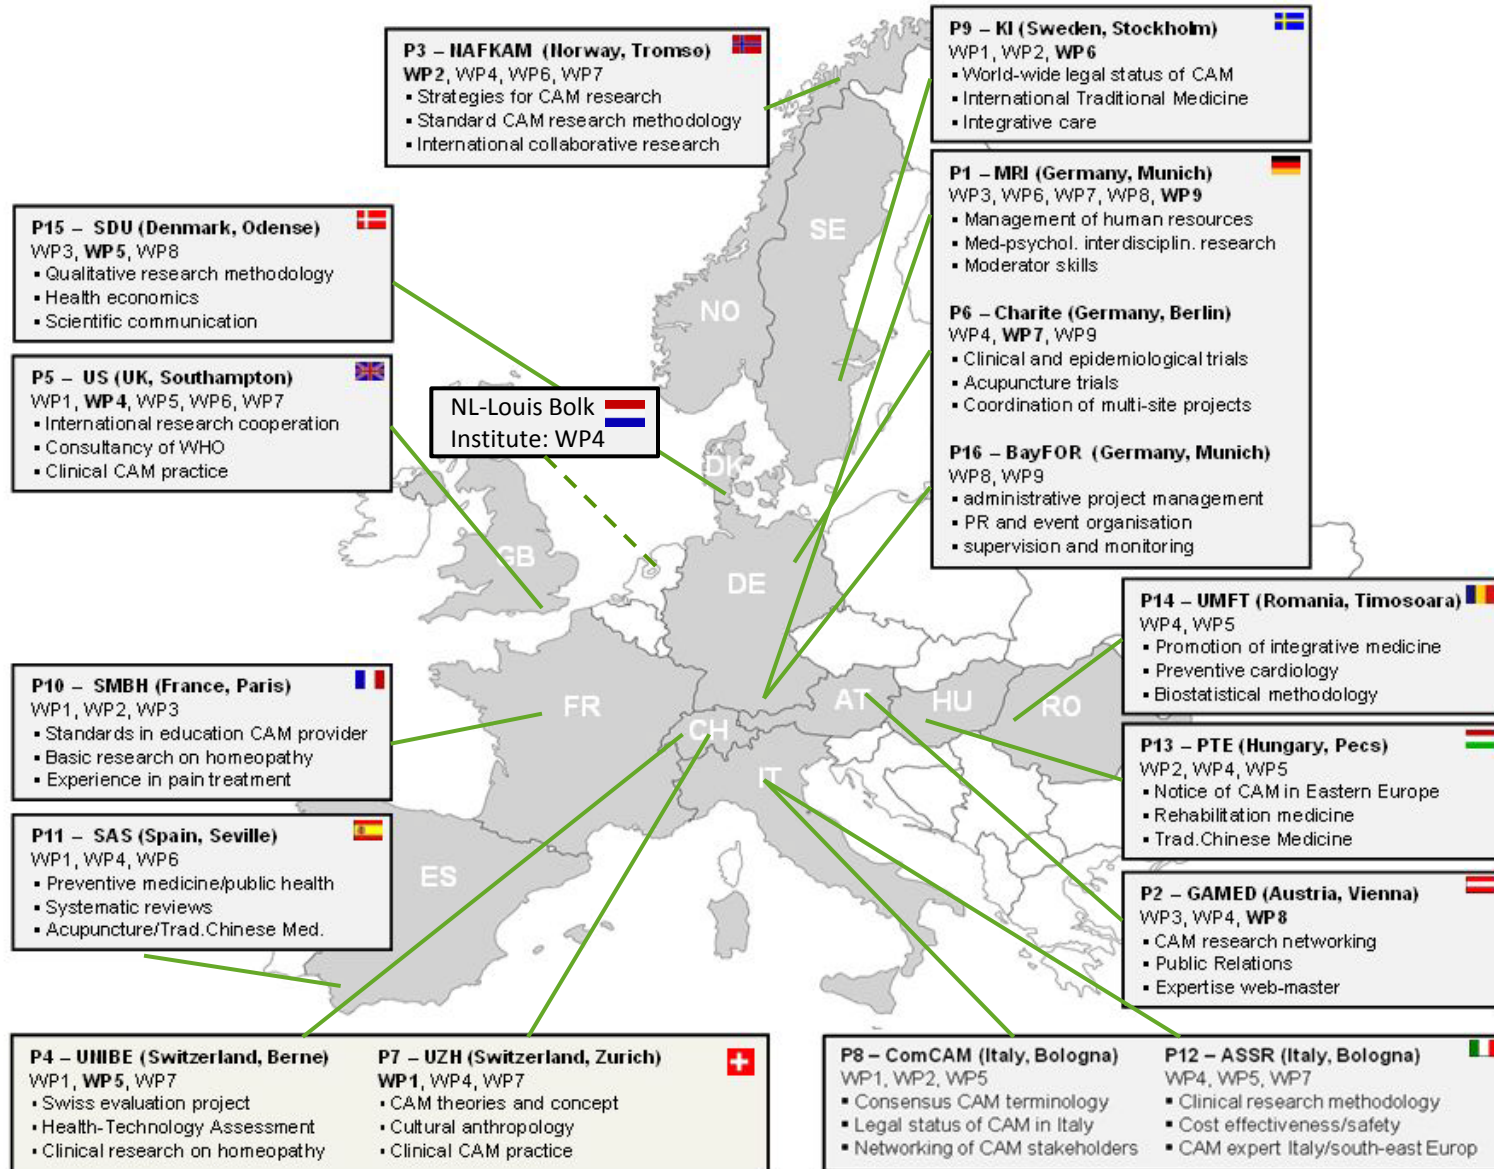 P3 – NAFKAM (Norway, Tromsø)
WP2, WP4, WP6, WP7
▪ Strategies for CAM research
▪ Standard CAM research methodology
▪ International collaborative research
P9 – KI (Sweden, Stockholm)
WP1, WP2, WP6
▪ World-wide legal status of CAM
▪ International Traditional Medicine
▪ Integrative care
P1 – MRI (Germany, Munich)
WP3, WP6, WP7, WP8, WP9
▪ Management of human resources
▪ Med-psychol. interdisciplin. research
▪ Moderator skills
P6 – Charite (Germany, Berlin)
WP4, WP7, WP9
▪ Clinical and epidemiological trials
▪ Acupuncture trials
▪ Coordination of multi-site projects
P16 – BayFOR (Germany, Munich)
WP8, WP9
▪ administrative project management
▪ PR and event organisation
▪ supervision and monitoring
P15 – SDU (Denmark, Odense)
WP3, WP5, WP8
▪ Qualitative research methodology
▪ Health economics
▪ Scientific communication
P5 – US (UK, Southampton)
WP1, WP4, WP5, WP6, WP7
▪ International research cooperation
▪ Consultancy of WHO
▪ Clinical CAM practice
NL-Louis Bolk
Institute: WP4
SE
NO
DK
GB
DE
FR
CH
AT
HU
RO
IT
ES
P14 – UMFT (Romania, Timosoara)
WP4, WP5
▪ Promotion of integrative medicine
▪ Preventive cardiology
▪ Biostatistical methodology
P10 – SMBH (France, Paris)
WP1, WP2, WP3
▪ Standards in education CAM provider
▪ Basic research on homeopathy
▪ Experience in pain treatment
P13 – PTE (Hungary, Pecs)
WP2, WP4, WP5
▪ Notice of CAM in Eastern Europe
▪ Rehabilitation medicine
▪ Trad.Chinese Medicine
P11 – SAS (Spain, Seville)
WP1, WP4, WP6
▪ Preventive medicine/public health
▪ Systematic reviews
▪ Acupuncture/Trad.Chinese Med.
P2 – GAMED (Austria, Vienna)
WP3, WP4, WP8
▪ CAM research networking
▪ Public Relations
▪ Expertise web-master
P4 – UNIBE (Switzerland, Berne)
WP1, WP5, WP7
▪ Swiss evaluation project
▪ Health-Technology Assessment
▪ Clinical research on homeopathy
P7 – UZH (Switzerland, Zurich)
WP1, WP4, WP7
▪ CAM theories and concept
▪ Cultural anthropology
▪ Clinical CAM practice
P8 – ComCAM (Italy, Bologna)
WP1, WP2, WP5
▪ Consensus CAM terminology
▪ Legal status of CAM in Italy
▪ Networking of CAM stakeholders
P12 – ASSR (Italy, Bologna)
WP4, WP5, WP7
▪ Clinical research methodology
▪ Cost effectiveness/safety
▪ CAM expert Italy/south-east Europ